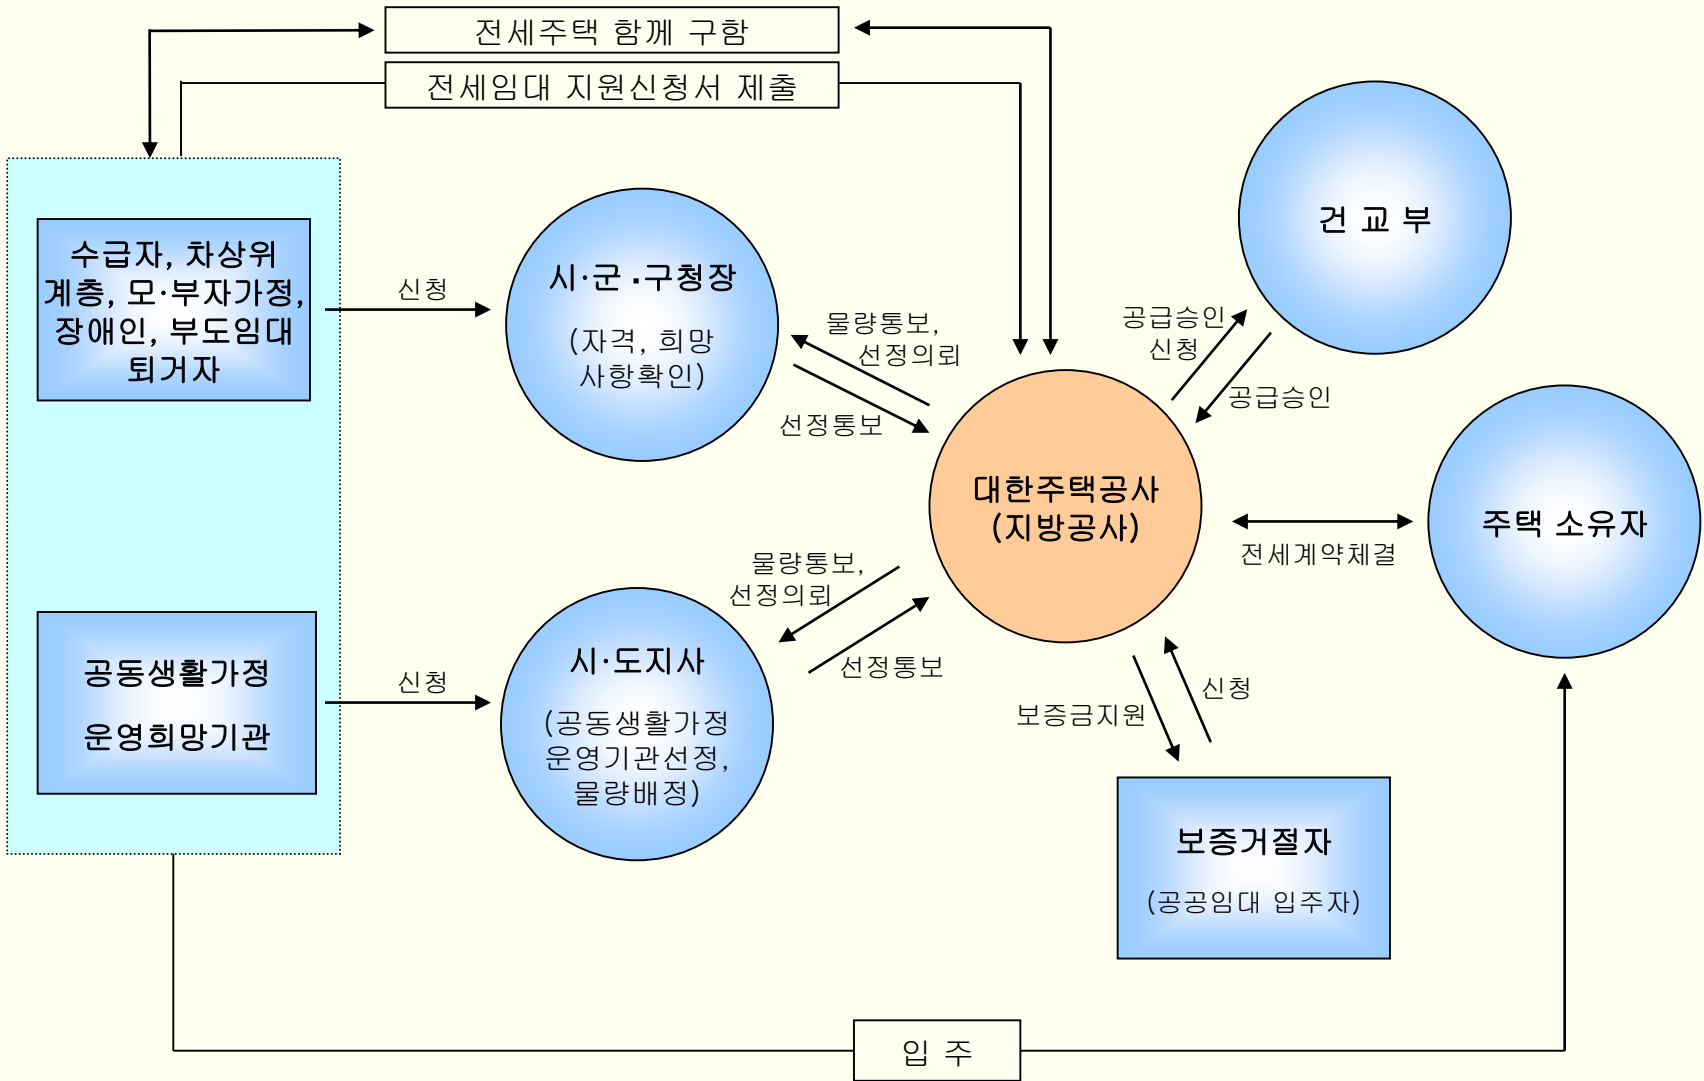 전세주택 함께 구함
전세임대 지원신청서 제출
수급자, 차상위
계층, 모·부자가정,
장애인, 부도임대
퇴거자
신청
시·군·구청장
(자격, 희망
사항확인)
물량통보,
선정의뢰
선정통보
공급승인
신청
건 교 부
공급승인
대한주택공사
(지방공사)
전세계약체결
주택 소유자
공동생활가정
운영희망기관
신청
시·도지사
(공동생활가정
운영기관선정,
물량배정)
물량통보,
선정의뢰
선정통보
보증금지원
신청
보증거절자
(공공임대 입주자)
입 주